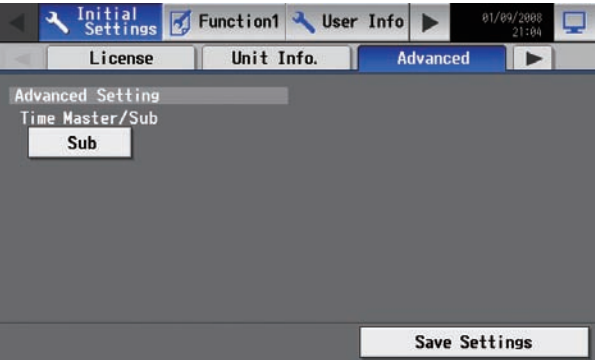 Initial
Settings
Function1
User Info
01/09/2008
21:04
License
Unit Info.
Advanced
Advanced Setting
Time Master/Sub
Sub
Save Settings